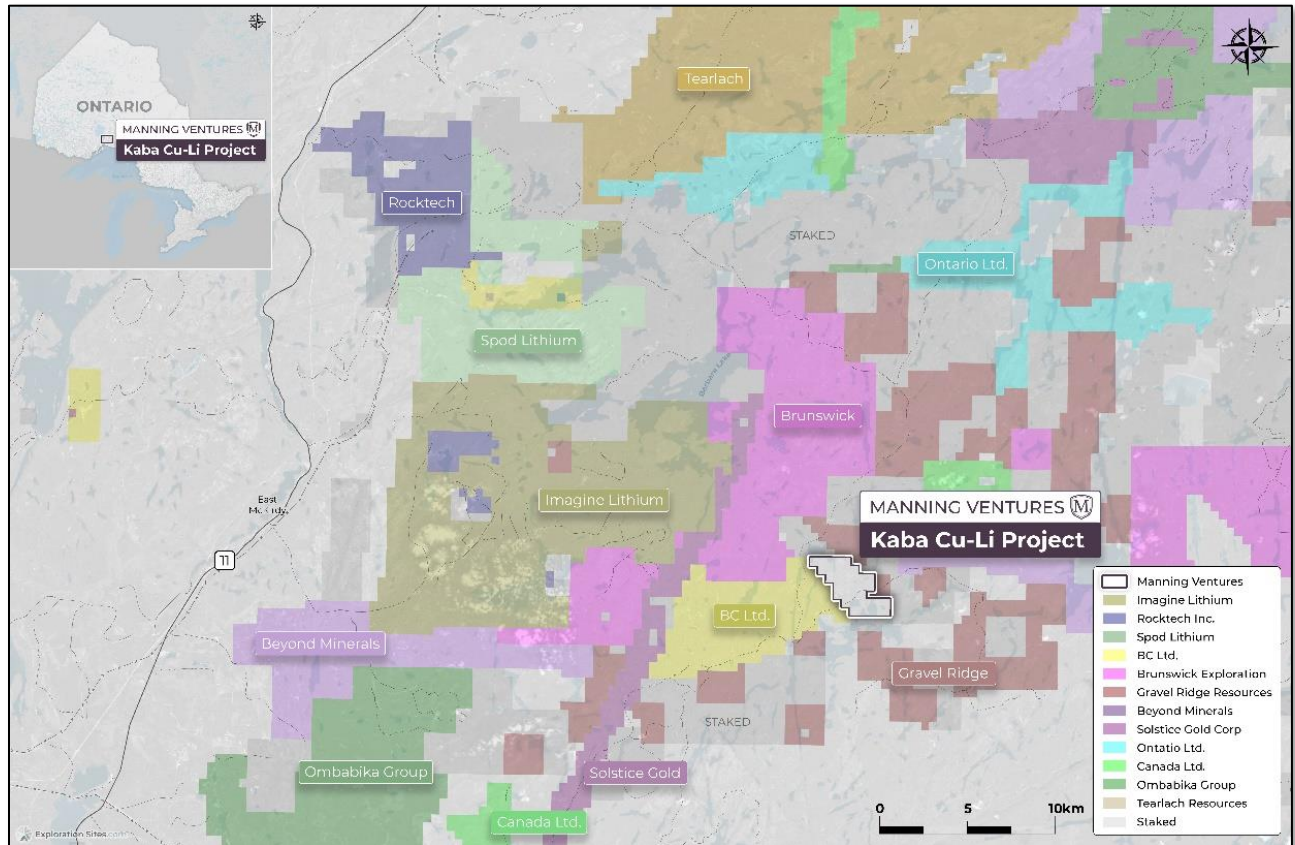 ONTARIO
MANNING VENTURES M
Kaba Cu-Li Project
Tearlach
Rocktech
STAKED
Ontario Ltd.
Spod Lithium
Brunswick
Imagine Lithium
East
11
MANNING VENTURES M
Kaba Cu-Li Project
BC Ltd.
Beyond Minerals
Gravel Ridge
STAKED
Ombabika Group
Solstice Gold
Canada Ltd.
0 5 10km
Manning Ventures
Imagine Lithium
Rocktech Inc.
Spod Lithium
BC Ltd.
Brunswick Exploration
Gravel Ridge Resources
Beyond Minerals
Solstice Gold Corp
Ontatio Ltd.
Canada Ltd.
Ombabika Group
Tearlach Resources
Staked
Exploration Sites.com